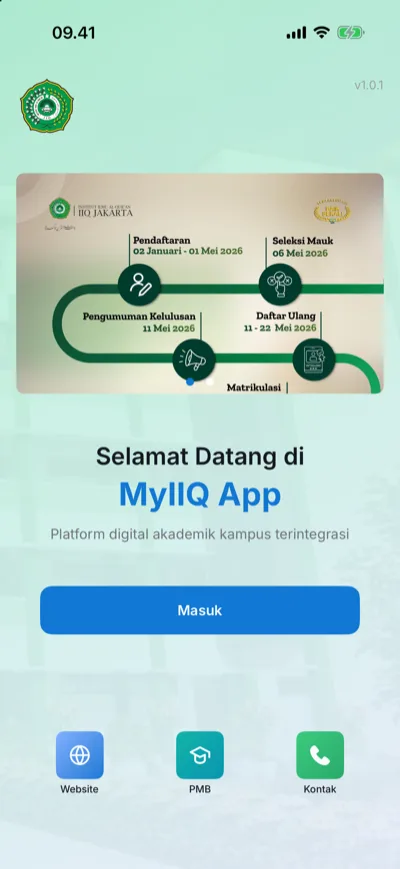 09.41
v1.0.1
IIQ JAKARTA
Pendaftaran
02 Januari - 01 Mei 2026
Seleksi Mauk
06 Mei 2026
Pengumuman Kelulusan
11 Mei 2026
Daftar Ulang
11 - 22 Mei 2026
Matrikulasi
Selamat Datang di
MyIIQ App
Platform digital akademik kampus terintegrasi
Masuk
Website
PMB
Kontak